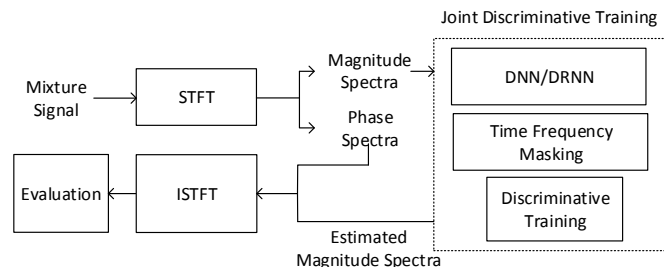 Joint Discriminative Training
Mixture
Signal
STFT
Magnitude
Spectra
Phase
Spectra
DNN/DRNN
Time Frequency
Masking
Discriminative
Training
Evaluation
ISTFT
Estimated
Magnitude Spectra